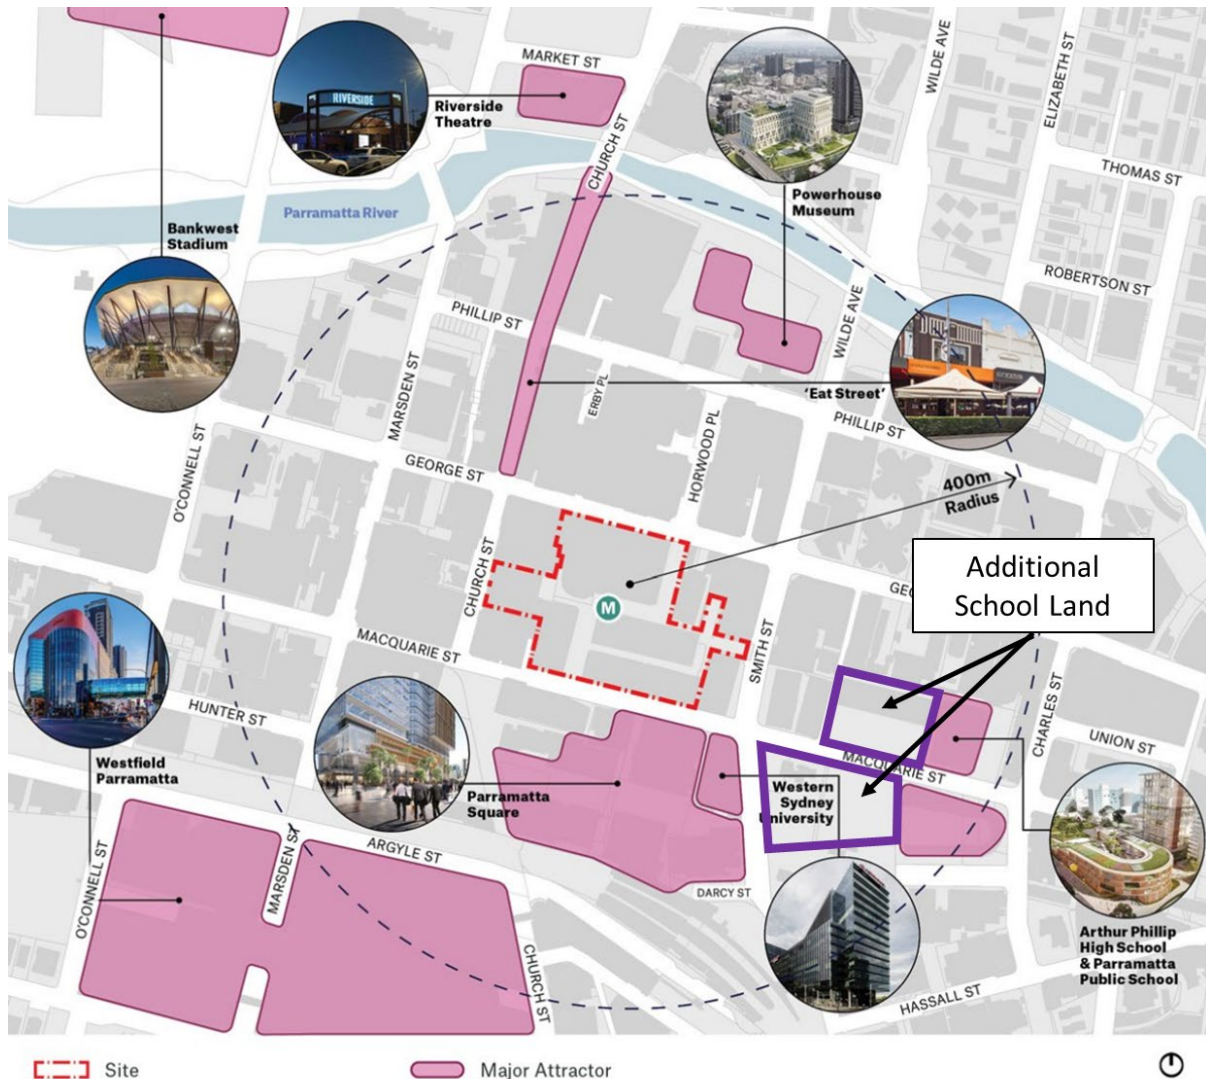 MARKET ST
WILDE AVE
ELIZABETH ST
RIVERSIDE
Riverside
Theatre
CHURCH ST
THOMAS ST
Powerhouse
Museum
Parramatta River
Bankwest
Stadium
ROBERTSON ST
PHILLIP ST
WILDE AVE
MARSDEN ST
ERBY PL
'Eat Street'
PHILLIP ST
O'CONNELL ST
GEORGE ST
HORWOOD PL
400m
Radius
CHURCH ST
Additional
School Land
M
MACQUARIE ST
SMITH ST
HUNTER ST
CHARLES ST
UNION ST
Westfield
Parramatta
MACQUARIE ST
Parramatta
Square
Western
Sydney
University
O'CONNELL ST
MARSDEN ST
ARGYLE ST
DARCY ST
Arthur Phillip
High School
& Parramatta
Public School
CHURCH ST
HASSALL ST
Site
Major Attractor